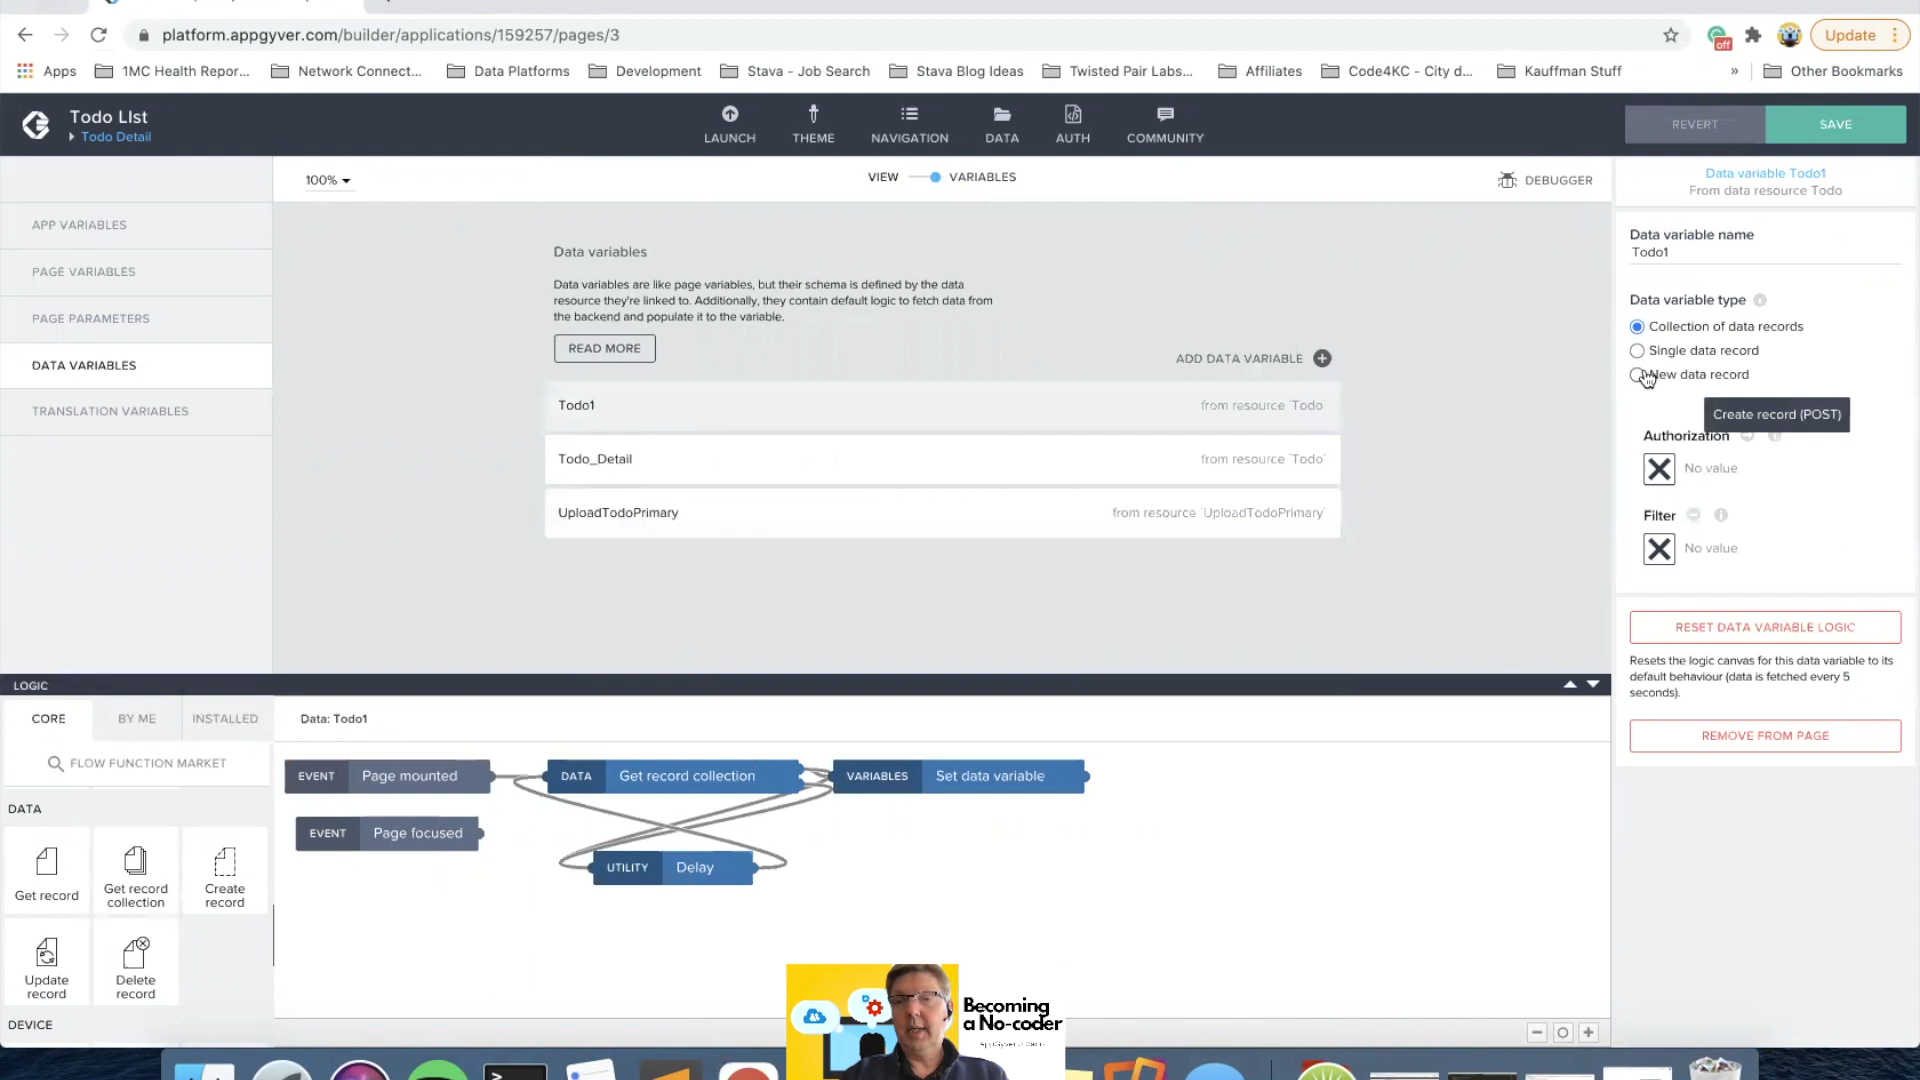 platform.appgyver.com/builder/applications/159257/pages/3
off
Update
Apps
1MC Health Repor...
Network Connect...
Data Platforms
Development
Stava - Job Search
Stava Blog Ideas
Twisted Pair Labs...
Affiliates
Code4KC - City d...
Kauffman Stuff
»
Other Bookmarks
Todo LIst
Todo Detail
LAUNCH
THEME
NAVIGATION
DATA
AUTH
COMMUNITY
REVERT
SAVE
100%
VIEW
VARIABLES
DEBUGGER
APP VARIABLES
PAGE VARIABLES
PAGE PARAMETERS
DATA VARIABLES
TRANSLATION VARIABLES
Data variables
Data variables are like page variables, but their schema is defined by the data
resource they're linked to. Additionally, they contain default logic to fetch data from
the backend and populate it to the variable.
READ MORE
ADD DATA VARIABLE
Todo1
from resource `Todo`
Todo_Detail
from resource `Todo`
UploadTodoPrimary
from resource `UploadTodoPrimary`
Data variable Todo1
From data resource Todo
Data variable name
Todo1
Data variable type
Collection of data records
Single data record
New data record
Create record (POST)
Authorization
No value
Filter
No value
RESET DATA VARIABLE LOGIC
Resets the logic canvas for this data variable to its
default behaviour (data is fetched every 5
seconds).
REMOVE FROM PAGE
LOGIC
CORE
BY ME
INSTALLED
Data: Todo1
FLOW FUNCTION MARKET
DATA
Get record
Get record
collection
Create
record
Update
record
Delete
record
DEVICE
EVENT
Page mounted
DATA
Get record collection
VARIABLES
Set data variable
EVENT
Page focused
UTILITY
Delay
Becoming
a No-coder